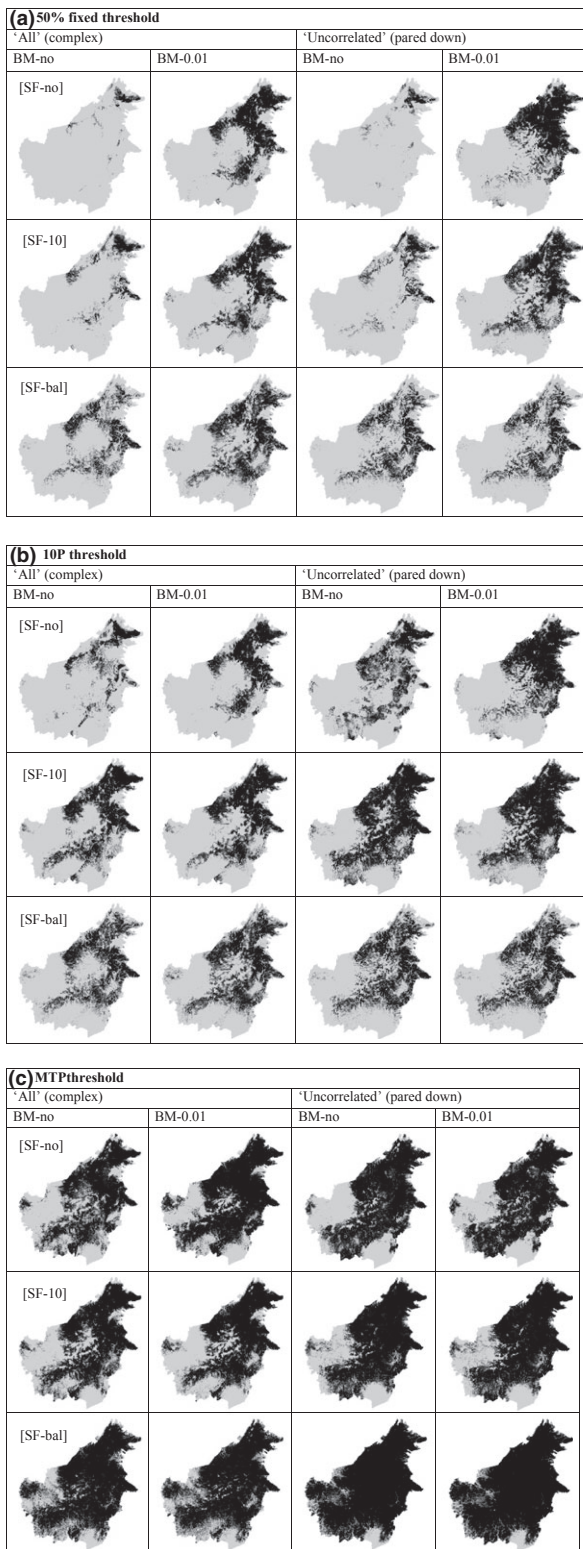 (a) 50% fixed threshold
‘All’ (complex) ‘Uncorrelated’ (pared down)
BM-no BM-0.01 BM-no BM-0.01
[SF-no]
[SF-10]
[SF-bal]
(b) 10P threshold
‘All’ (complex) ‘Uncorrelated’ (pared down)
BM-no BM-0.01 BM-no BM-0.01
[SF-no]
[SF-10]
[SF-bal]
(c) MTPthreshold
‘All’ (complex) ‘Uncorrelated’ (pared down)
BM-no BM-0.01 BM-no BM-0.01
[SF-no]
[SF-10]
[SF-bal]